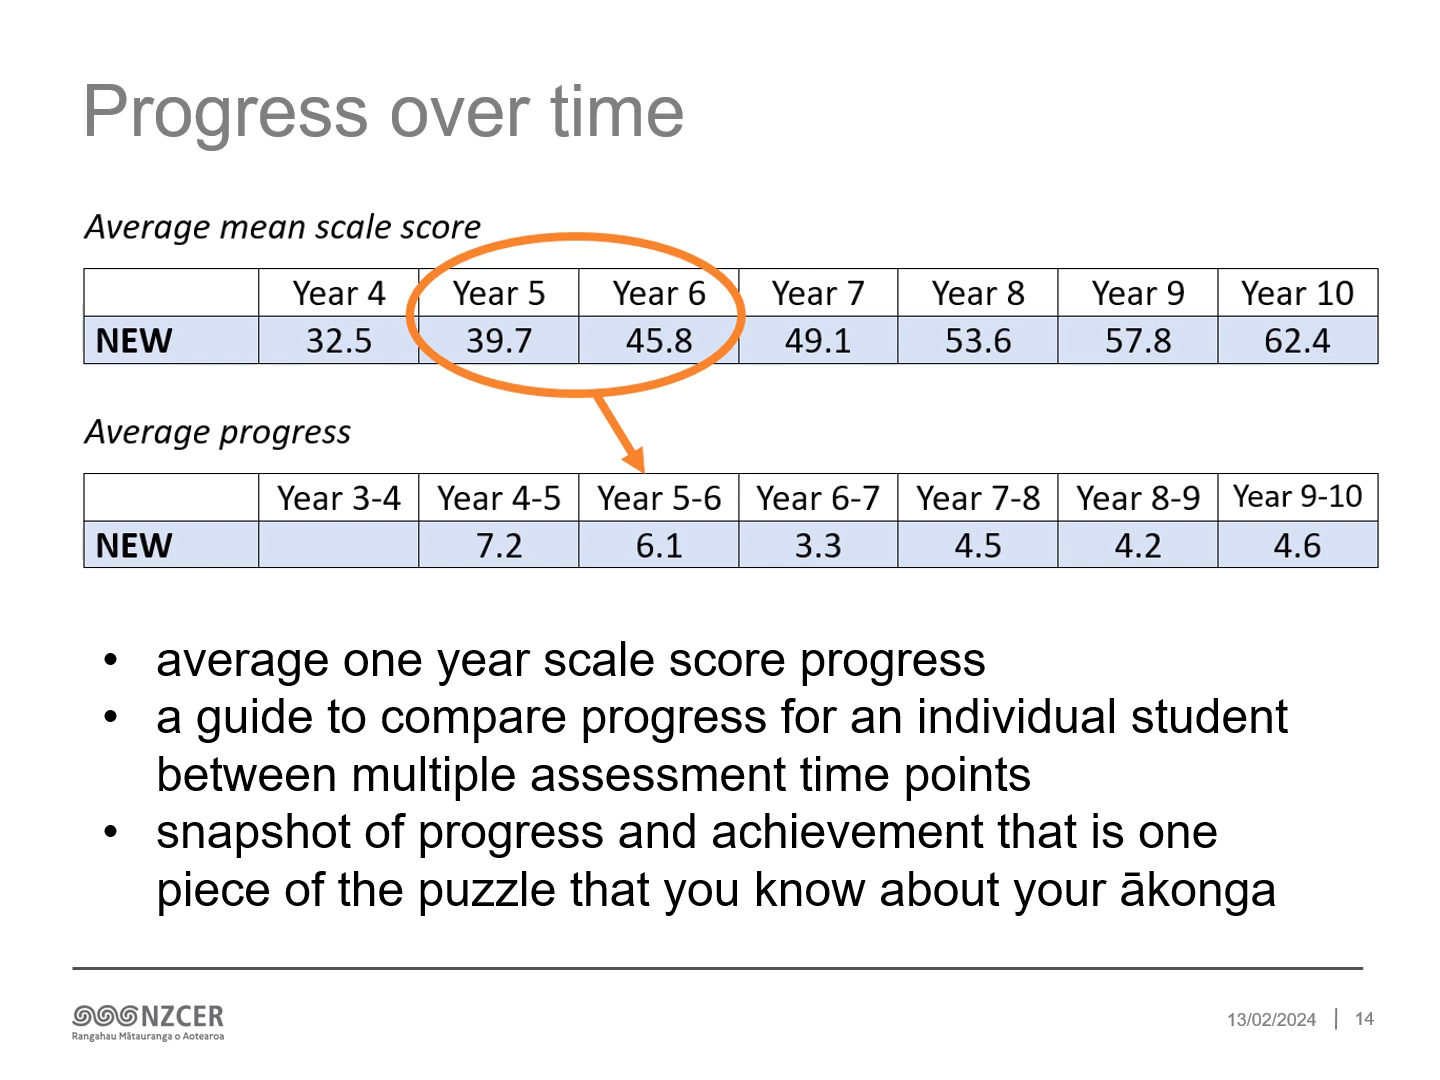 Progress over time
Average mean scale score
Year 4 Year 5 Year 6 Year 7 Year 8 Year 9 Year 10
NEW 32.5 39.7 45.8 49.1 53.6 57.8 62.4
Average progress
Year 3-4 Year 4-5 Year 5-6 Year 6-7 Year 7-8 Year 8-9 Year 9-10
NEW 7.2 6.1 3.3 4.5 4.2 4.6
• average one year scale score progress
• a guide to compare progress for an individual student
between multiple assessment time points
• snapshot of progress and achievement that is one
piece of the puzzle that you know about your ākonga
NZCER
Rangahau Mātauranga o Aotearoa
13/02/2024 | 14